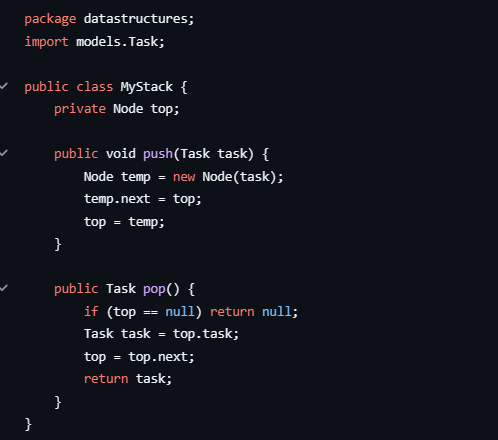 package datastructures;
import models.Task;
public class MyStack {
    private Node top;
    public void push(Task task) {
        Node temp = new Node(task);
        temp.next = top;
        top = temp;
    }
    public Task pop() {
        if (top == null) return null;
        Task task = top.task;
        top = top.next;
        return task;
    }
}